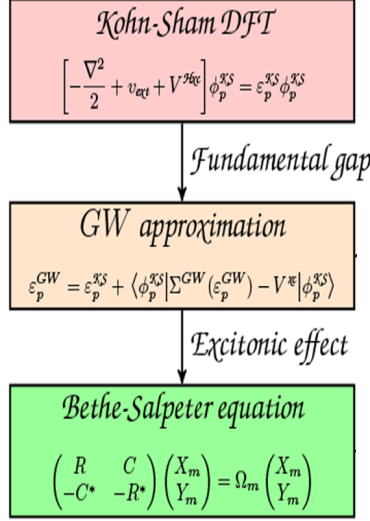 Kohn-Sham DFT
[-∇²/2 + v_ext + V^Hxc] ϕ_p^KS = ε_p^KS ϕ_p^KS
Fundamental gap
GW approximation
ε_p^GW = ε_p^KS + ⟨ϕ_p^KS|Σ^GW(ε_p^GW) − V^xc|ϕ_p^KS⟩
Excitonic effect
Bethe-Salpeter equation
( R C ) (X_m) = Ω_m (X_m)
(−C* −R*) (Y_m) (Y_m)